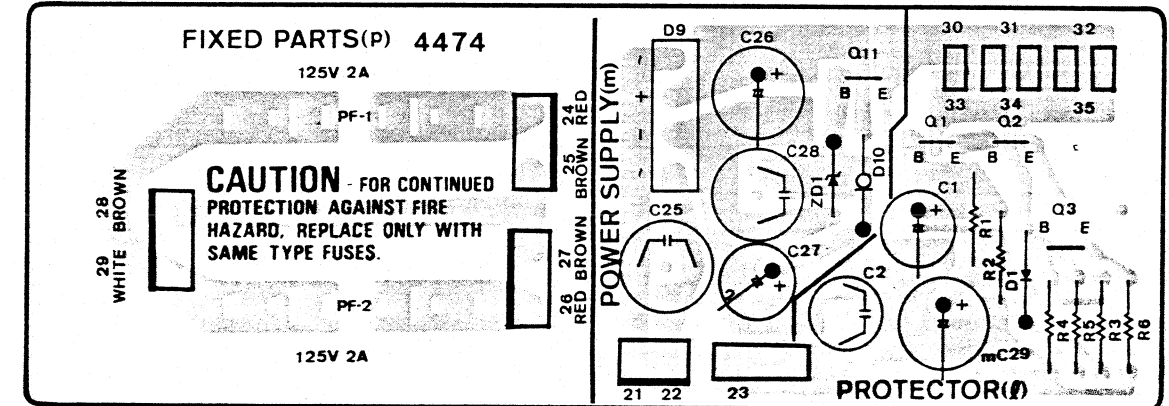 FIXED PARTS(p) 4474
125V 2A
PF-1
CAUTION - FOR CONTINUED
PROTECTION AGAINST FIRE
HAZARD, REPLACE ONLY WITH
SAME TYPE FUSES.
PF-2
125V 2A
28 BROWN
29 WHITE
24 RED
25 BROWN
27 BROWN
26 RED
POWER SUPPLY(m)
D9
~
+
-
-
~
C26
+
Q11
B E
C28
ZD1
D10
C25
C27
+
2
21 22
23
30 31 32
33 34 35
Q1 Q2
B E B E
C1
+
R1
R2
D1
Q3
B E
C2
+
mC29
R4
R5
R3
R6
PROTECTOR(ℓ)